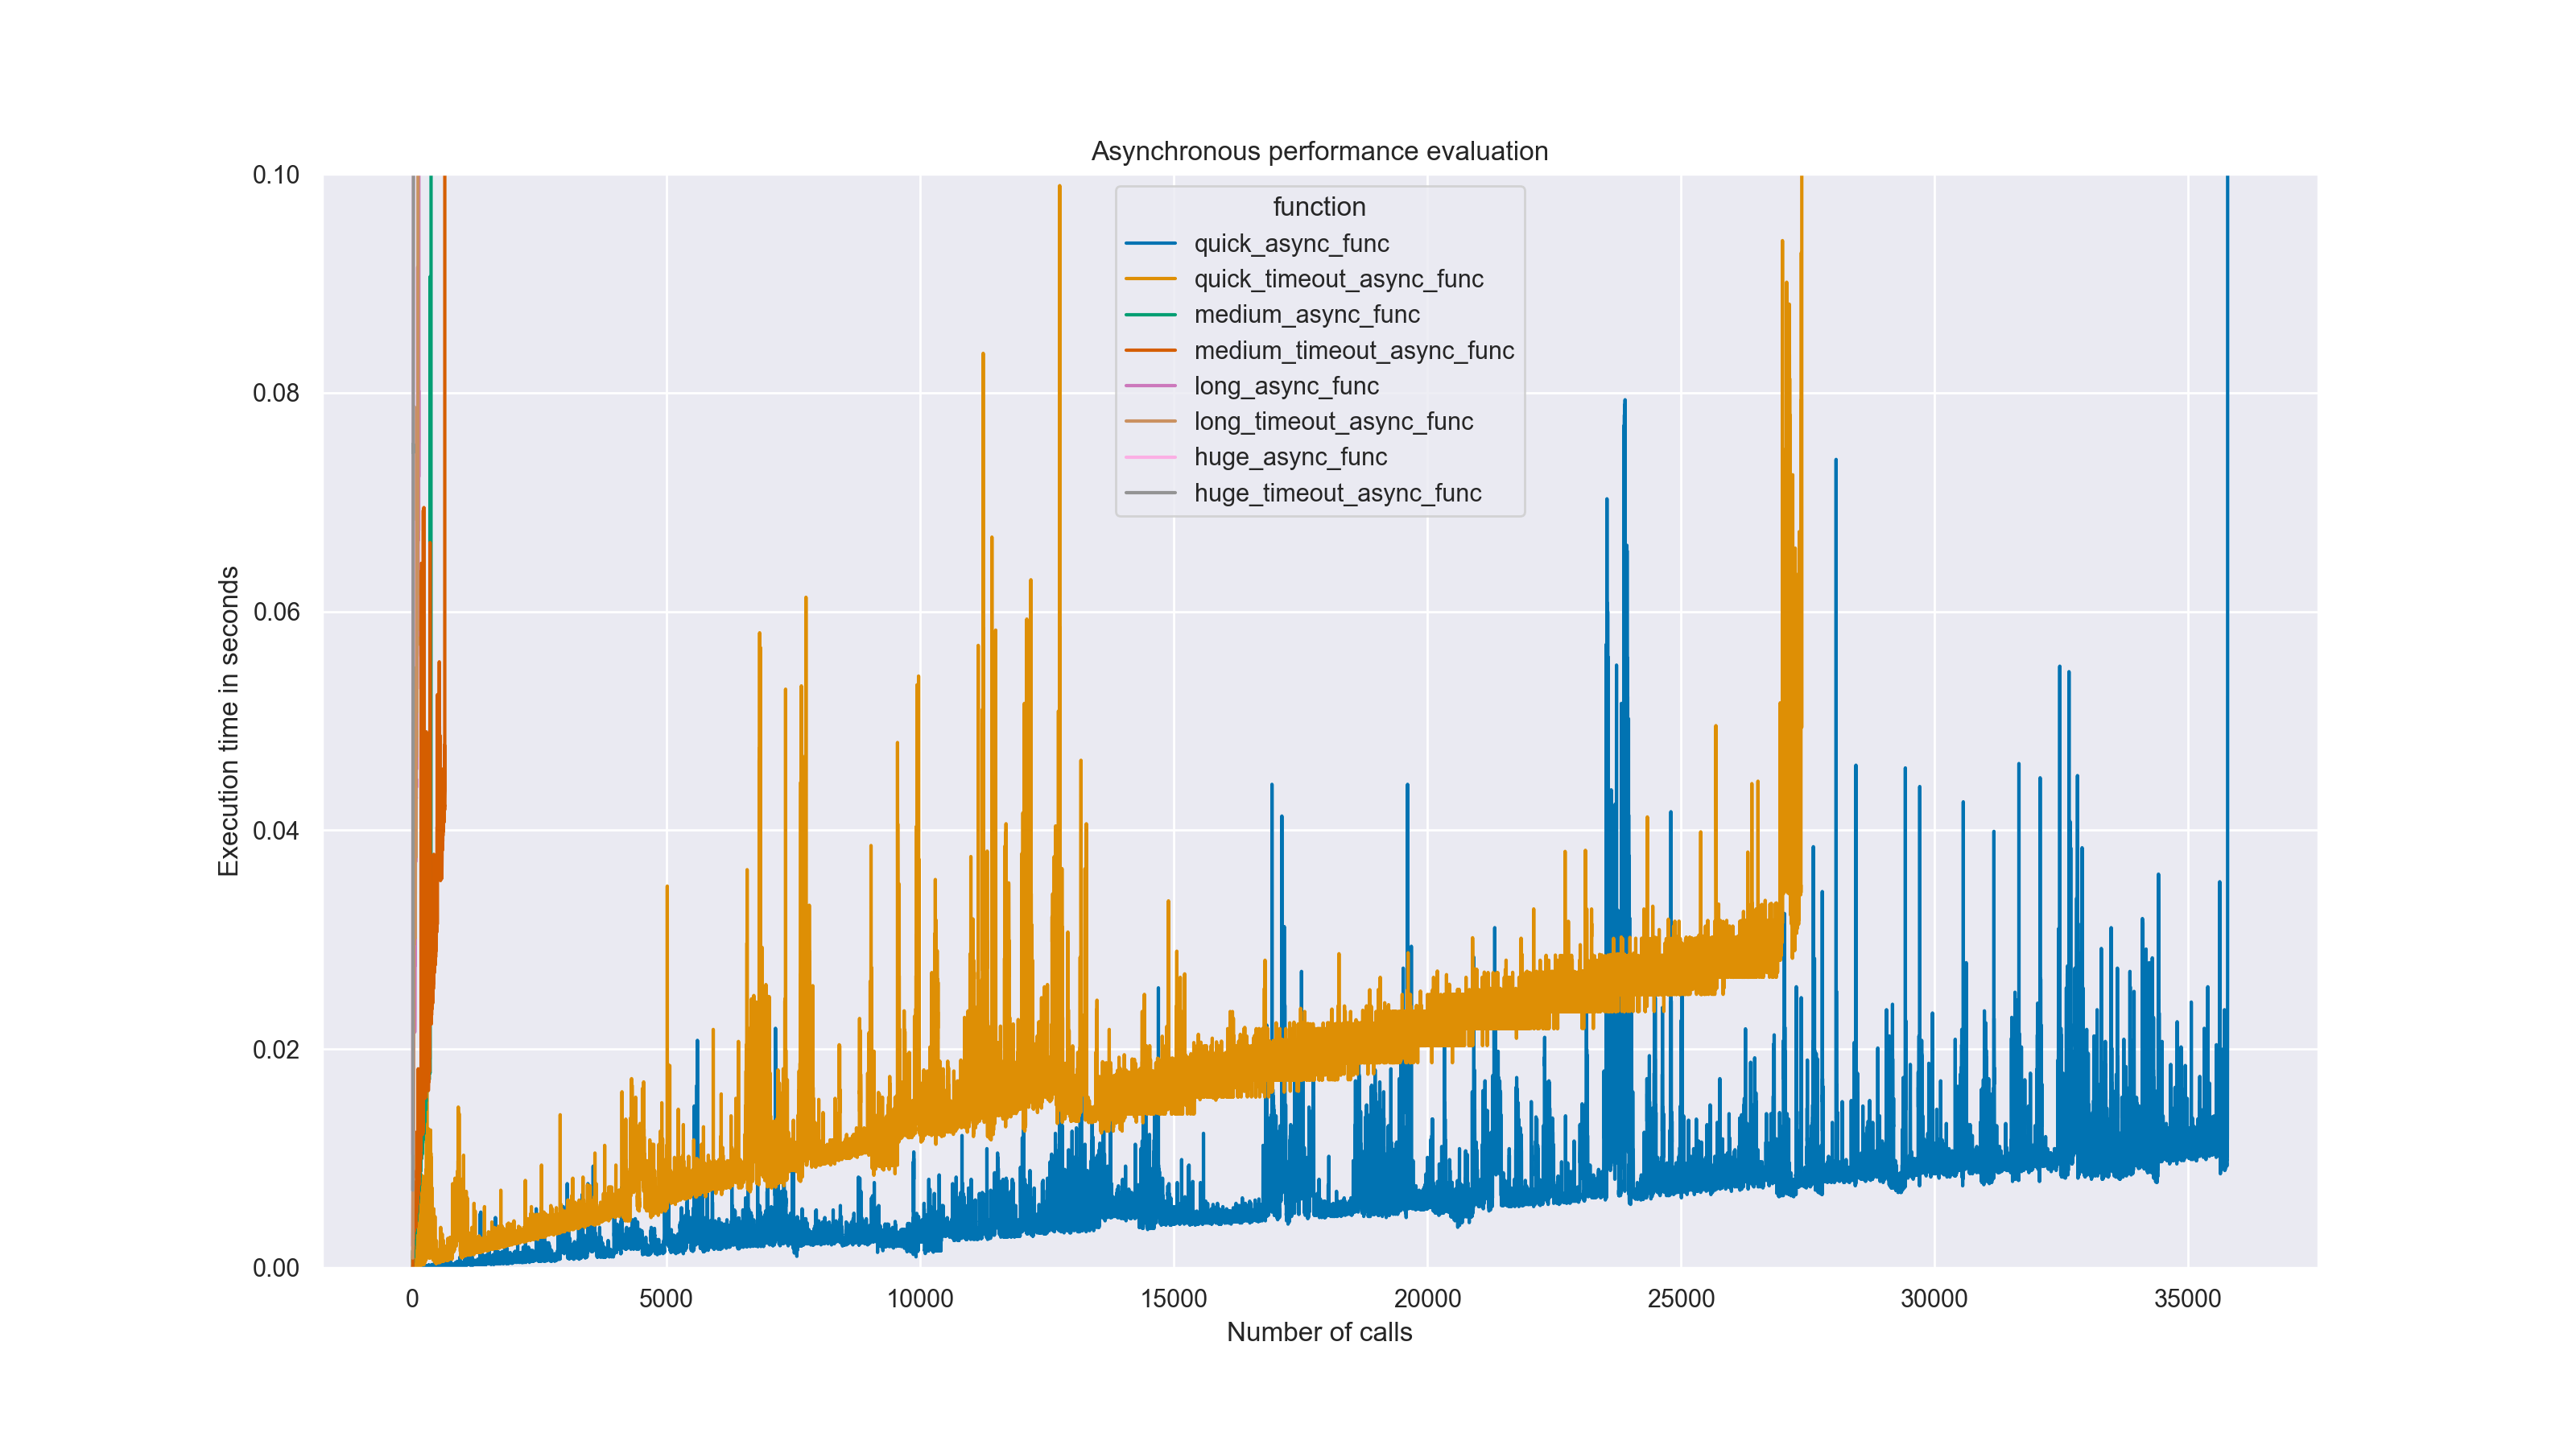 Asynchronous performance evaluation
0.10
0.08
0.06
0.04
0.02
0.00
Execution time in seconds
function
quick_async_func
quick_timeout_async_func
medium_async_func
medium_timeout_async_func
long_async_func
long_timeout_async_func
huge_async_func
huge_timeout_async_func
0 5000 10000 15000 20000 25000 30000 35000
Number of calls